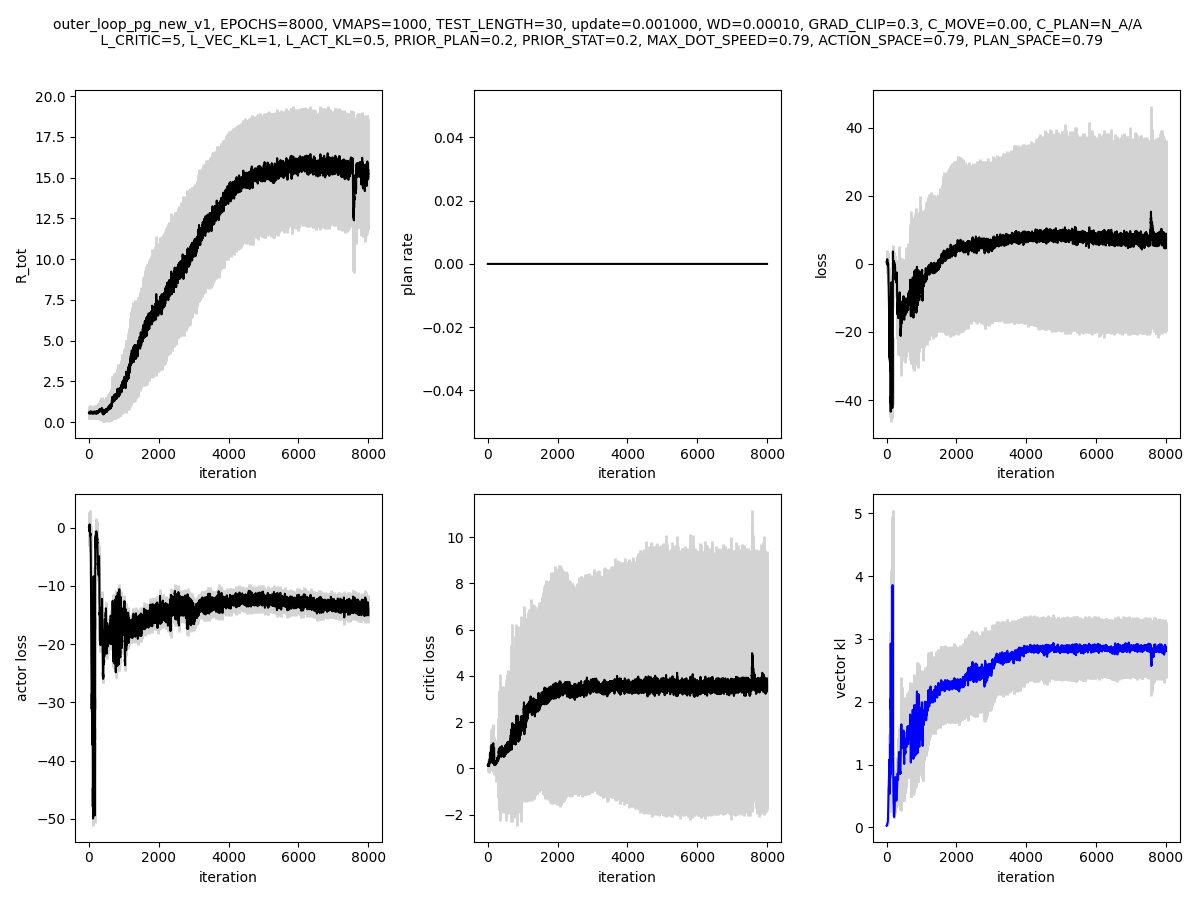 outer_loop_pg_new_v1, EPOCHS=8000, VMAPS=1000, TEST_LENGTH=30, update=0.001000, WD=0.00010, GRAD_CLIP=0.3, C_MOVE=0.00, C_PLAN=N_A/A
L_CRITIC=5, L_VEC_KL=1, L_ACT_KL=0.5, PRIOR_PLAN=0.2, PRIOR_STAT=0.2, MAX_DOT_SPEED=0.79, ACTION_SPACE=0.79, PLAN_SPACE=0.79
R_tot
20.0
17.5
15.0
12.5
10.0
7.5
5.0
2.5
0.0
0 2000 4000 6000 8000
iteration
plan rate
0.04
0.02
0.00
−0.02
−0.04
0 2000 4000 6000 8000
iteration
loss
40
20
0
−20
−40
0 2000 4000 6000 8000
iteration
actor loss
0
−10
−20
−30
−40
−50
0 2000 4000 6000 8000
iteration
critic loss
10
8
6
4
2
0
−2
0 2000 4000 6000 8000
iteration
vector kl
5
4
3
2
1
0
0 2000 4000 6000 8000
iteration